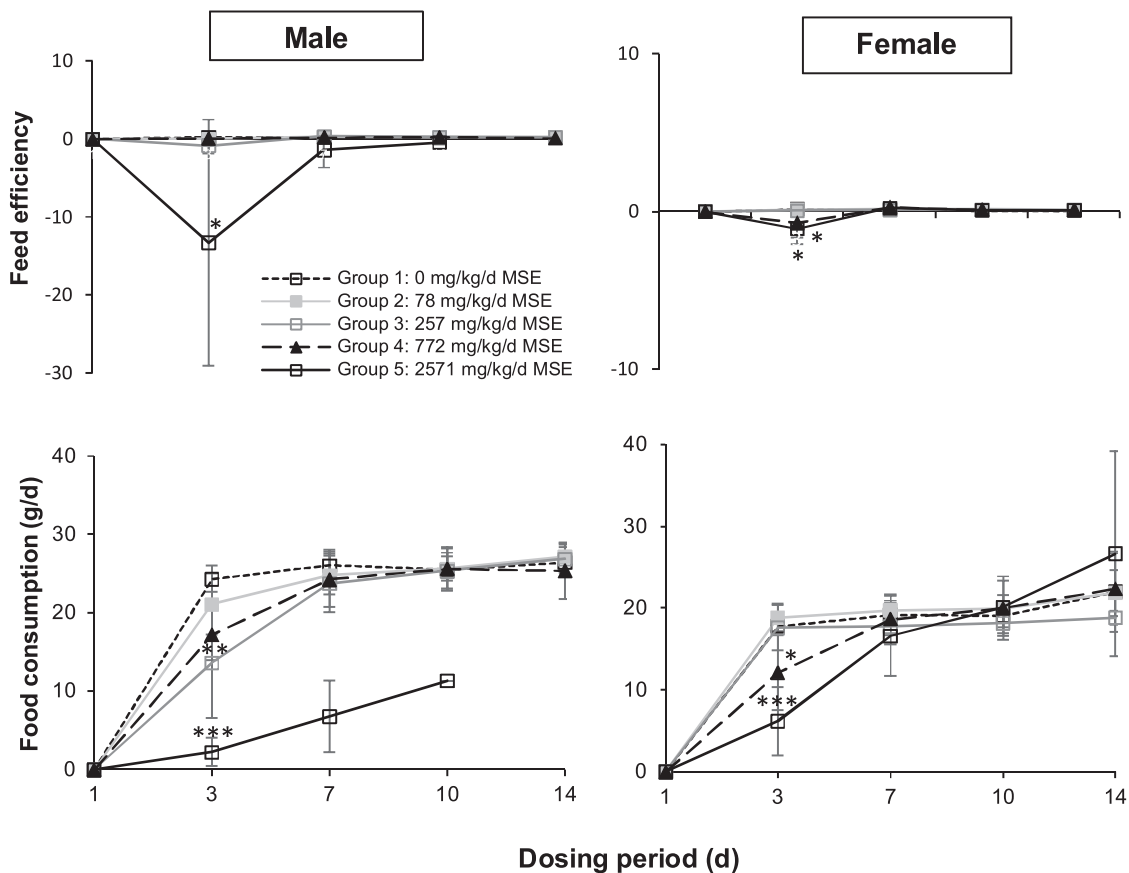 Male
Female
Feed efficiency
10
0
-10
-20
-30
*
Group 1: 0 mg/kg/d MSE
Group 2: 78 mg/kg/d MSE
Group 3: 257 mg/kg/d MSE
Group 4: 772 mg/kg/d MSE
Group 5: 2571 mg/kg/d MSE
10
0
-10
*
*
Food consumption (g/d)
40
30
20
10
0
**
***
1 3 7 10 14
40
30
20
10
0
*
***
1 3 7 10 14
Dosing period (d)